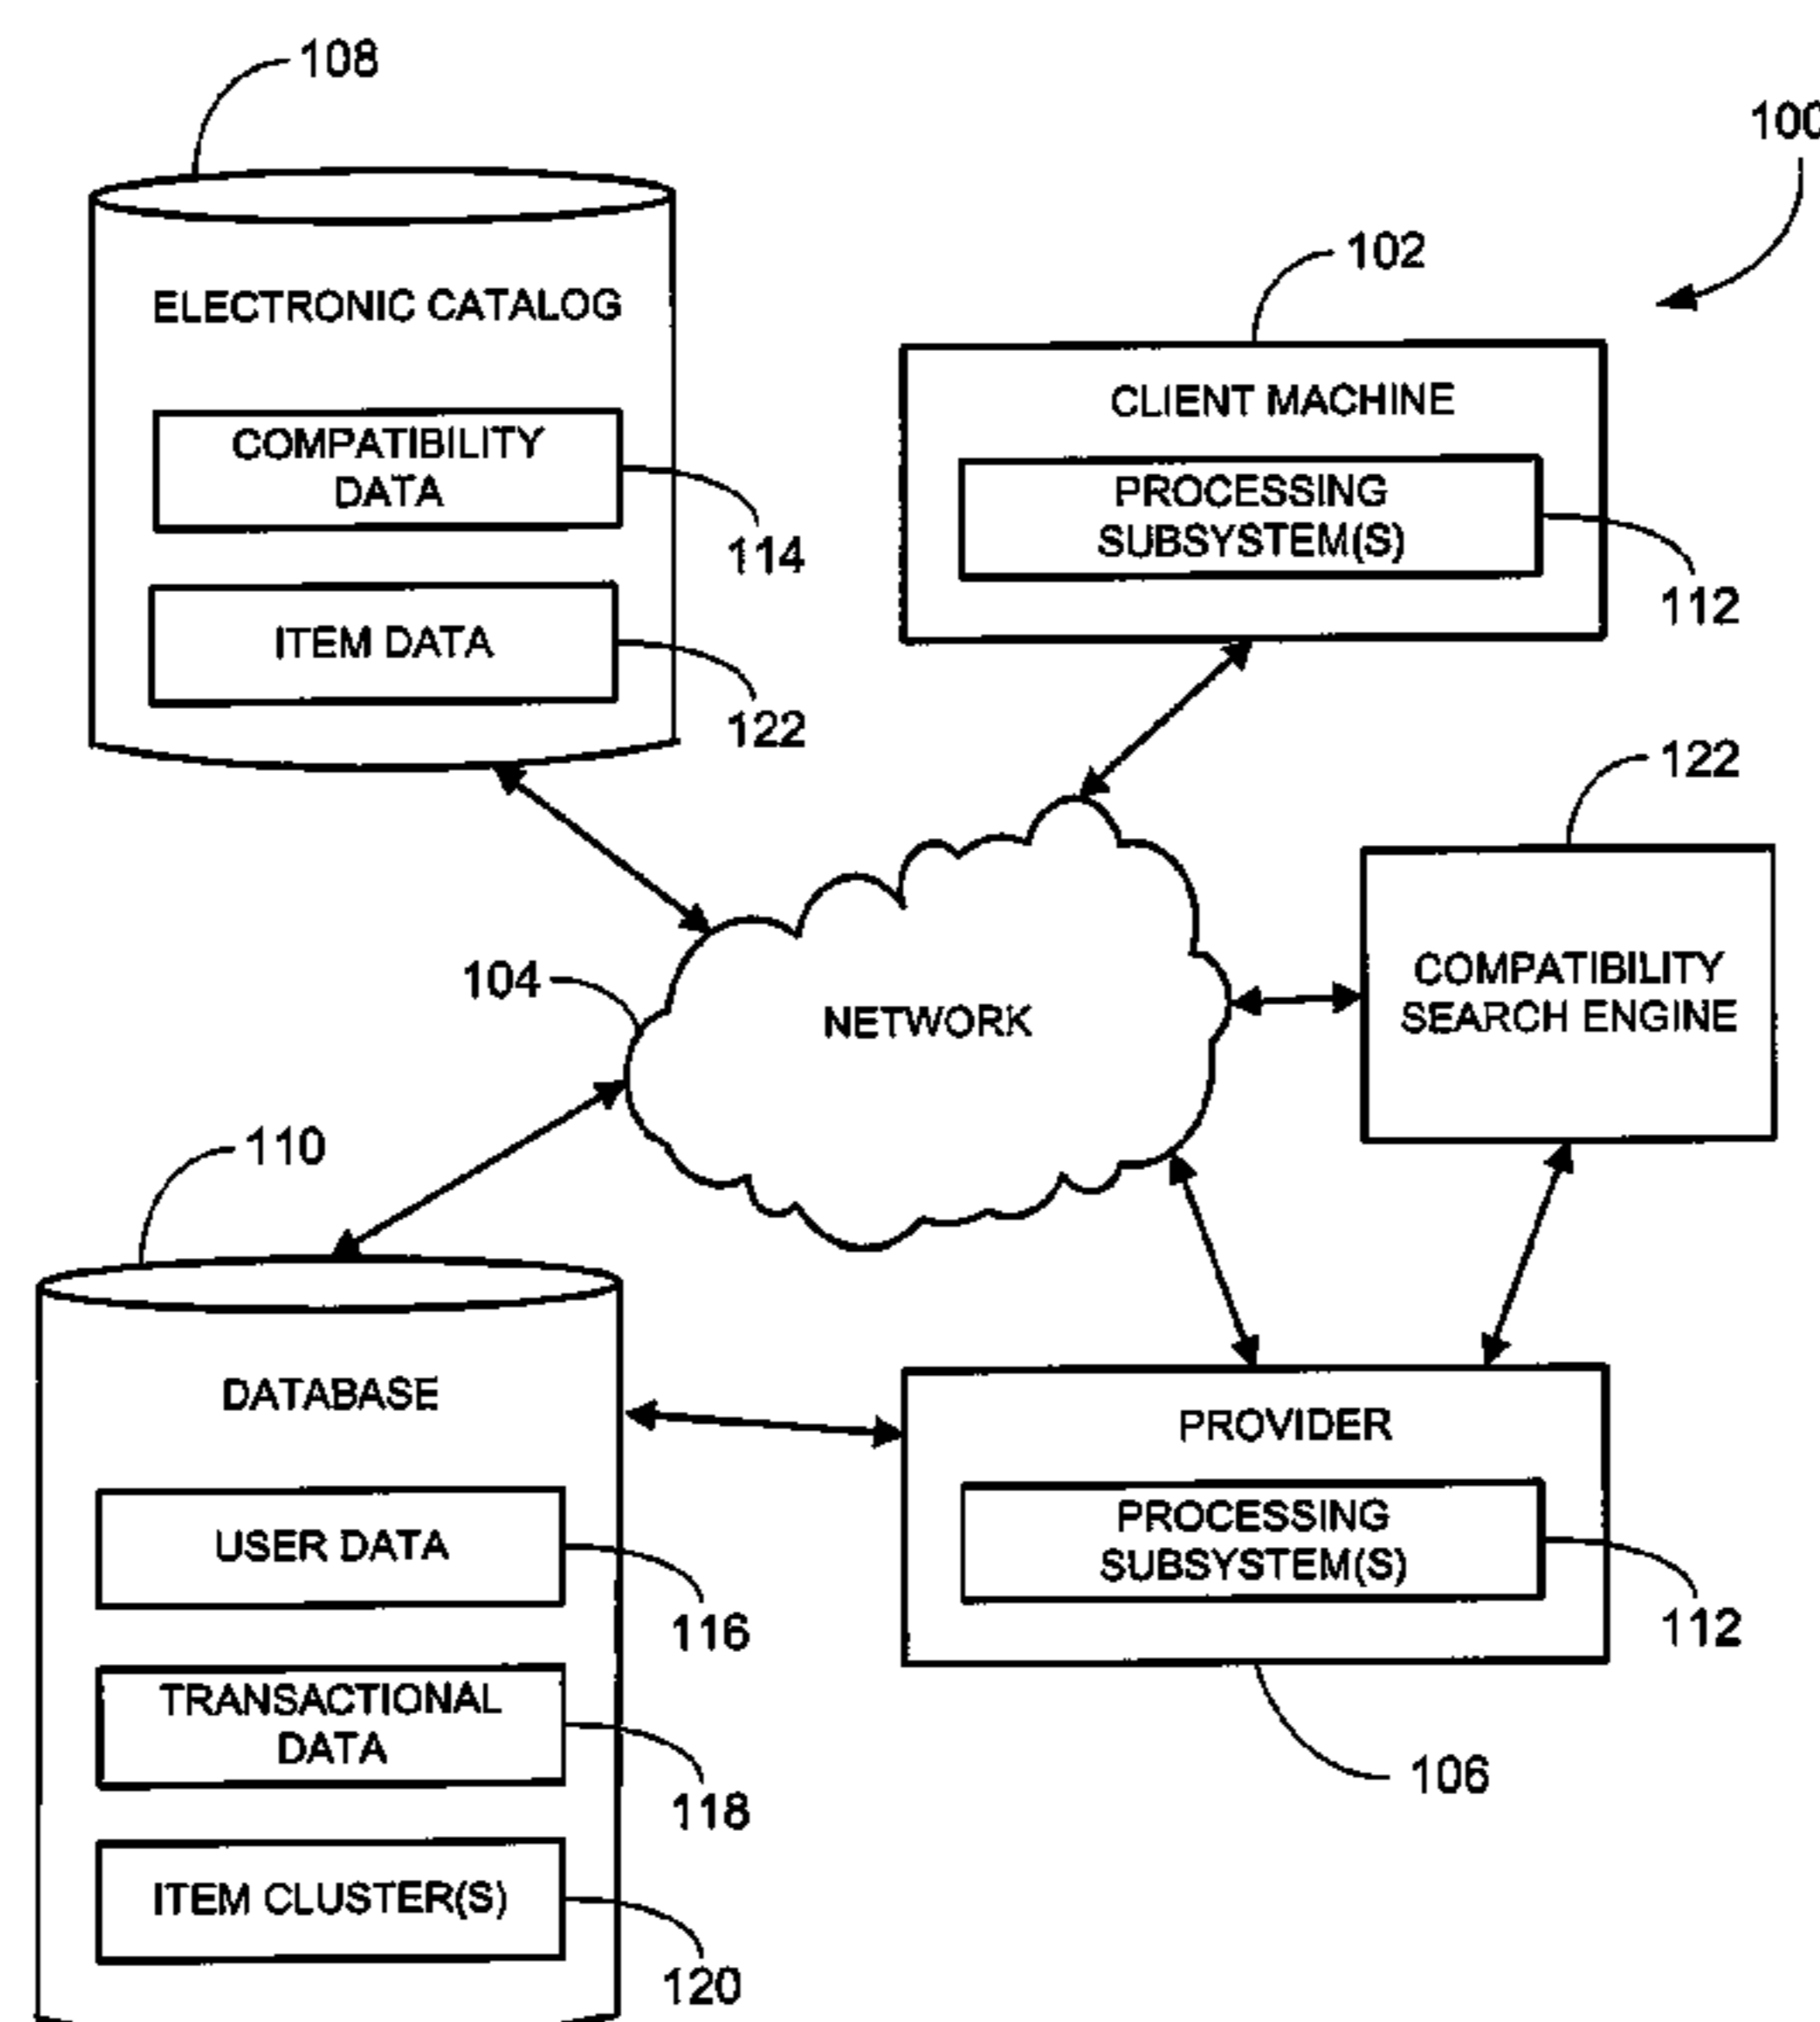 108
100
102
ELECTRONIC CATALOG
COMPATIBILITY
DATA
114
ITEM DATA
122
CLIENT MACHINE
PROCESSING
SUBSYSTEM(S)
112
122
COMPATIBILITY
SEARCH ENGINE
104
NETWORK
110
DATABASE
USER DATA
116
TRANSACTIONAL
DATA
118
ITEM CLUSTER(S)
120
PROVIDER
PROCESSING
SUBSYSTEM(S)
112
106